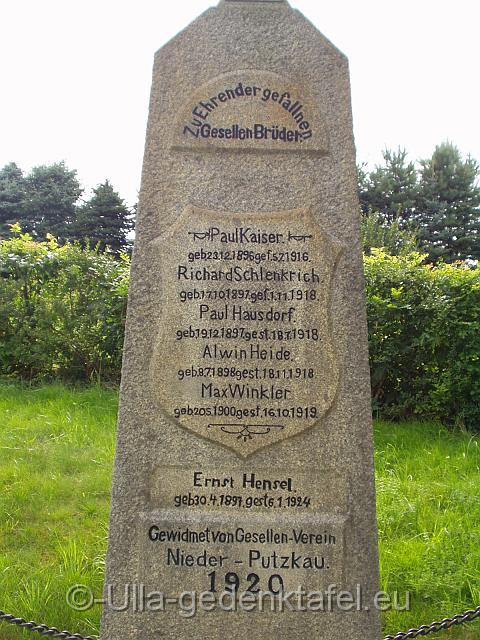 Zu Ehren der gefallnen
Gesellen Brüder.
Paul Kaiser.
geb.23.12.1896 gef.5.7.1916.
Richard Schlenkrich.
geb.17.10.1897.gef.1.11.1918.
Paul Hausdorf.
geb.19.12.1897.gest.18.7.1918.
Alwin Heide.
geb.8.7.1898 gest.18.11.1918
Max Winkler
geb.20.5.1900 gest.16.10.1919.
Ernst Hensel.
geb.30.4.1897. gest.6.1.1924
Gewidmet von Gesellen-Verein
Nieder - Putzkau.
1920
©-Ulla-gedenktafel.eu